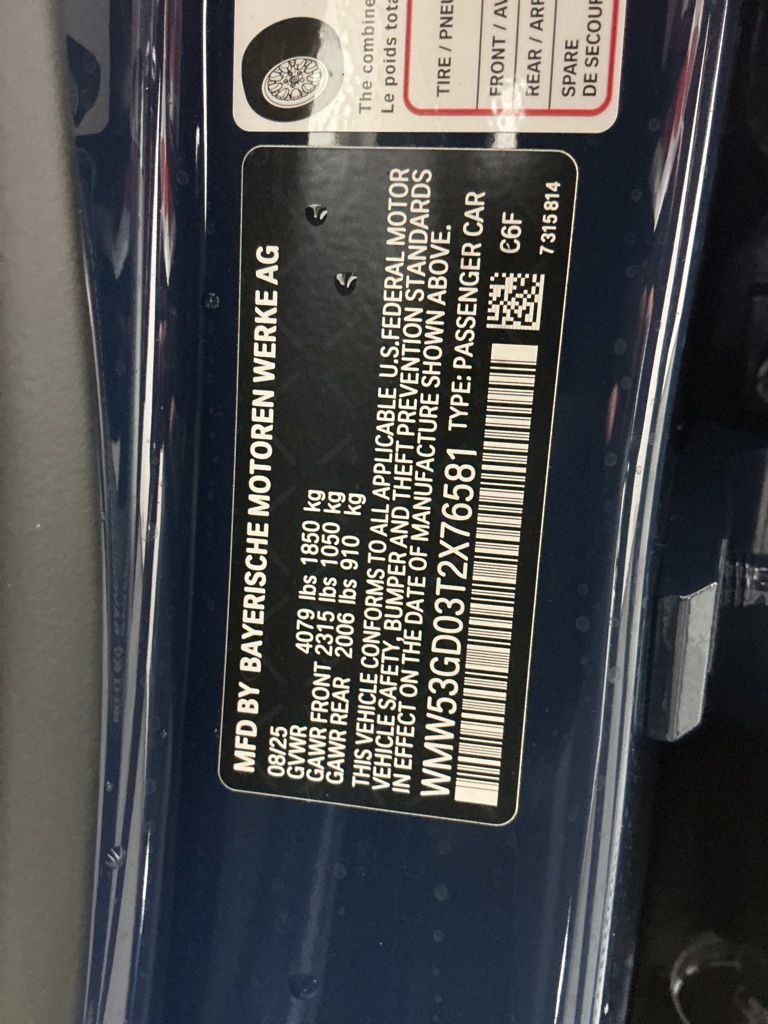 MFD BY BAYERISCHE MOTOREN WERKE AG
08/25
GVWR 4079 lbs 1850 kg
GAWR FRONT 2315 lbs 1050 kg
GAWR REAR 2006 lbs 910 kg
THIS VEHICLE CONFORMS TO ALL APPLICABLE U.S.FEDERAL MOTOR
VEHICLE SAFETY, BUMPER AND THEFT PREVENTION STANDARDS
IN EFFECT ON THE DATE OF MANUFACTURE SHOWN ABOVE.
WMW53GD03T2X76581 TYPE: PASSENGER CAR
C6F
7315814
The combine
Le poids tota
TIRE / PNEU
FRONT / AV
REAR / ARR
SPARE
DE SECOUR